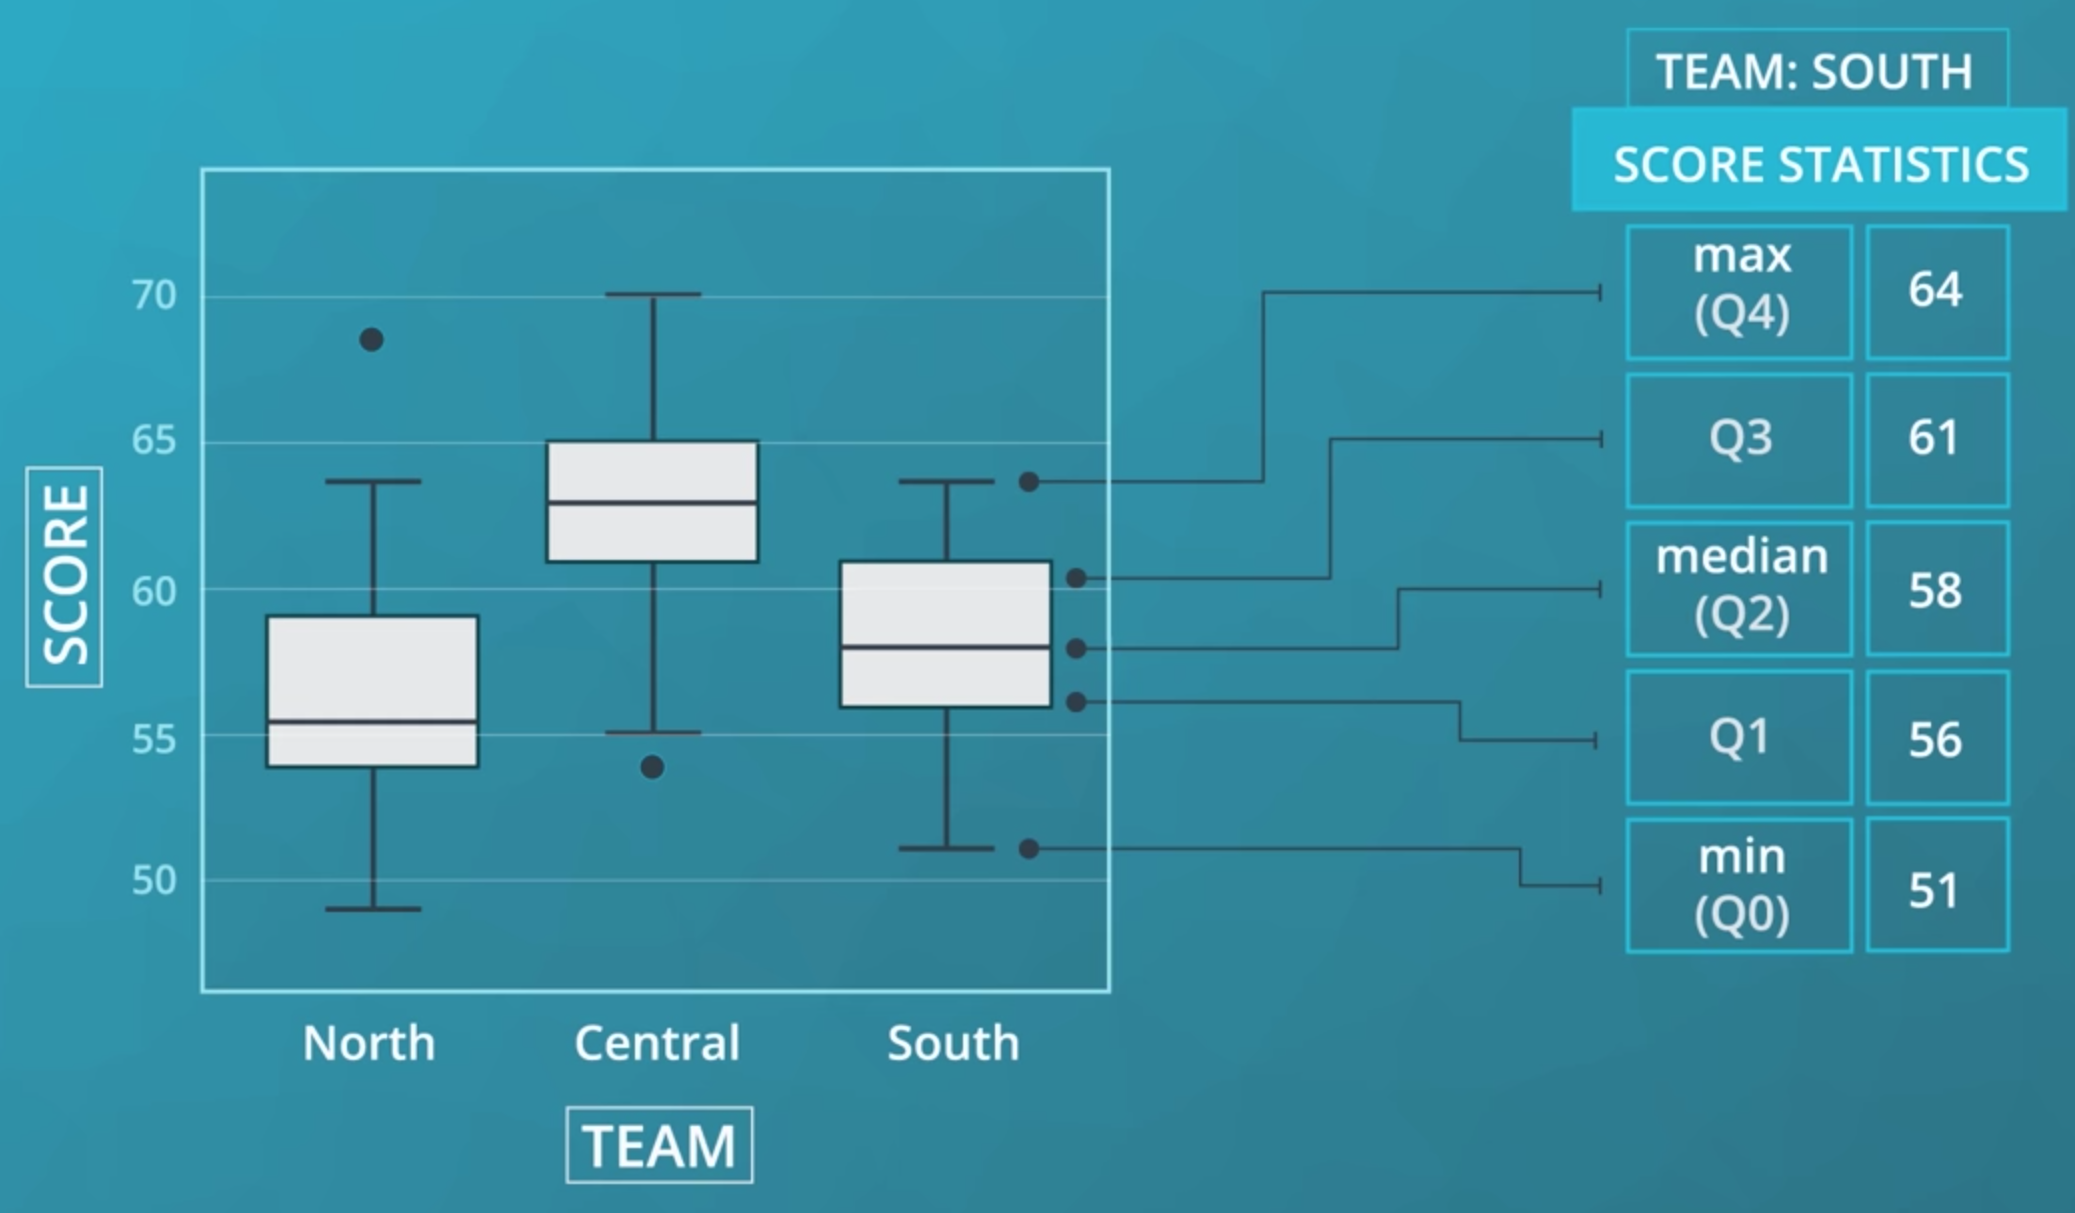 TEAM: SOUTH
SCORE STATISTICS
max
(Q4)
64
Q3
61
median
(Q2)
58
Q1
56
min
(Q0)
51
SCORE
70
65
60
55
50
North
Central
South
TEAM